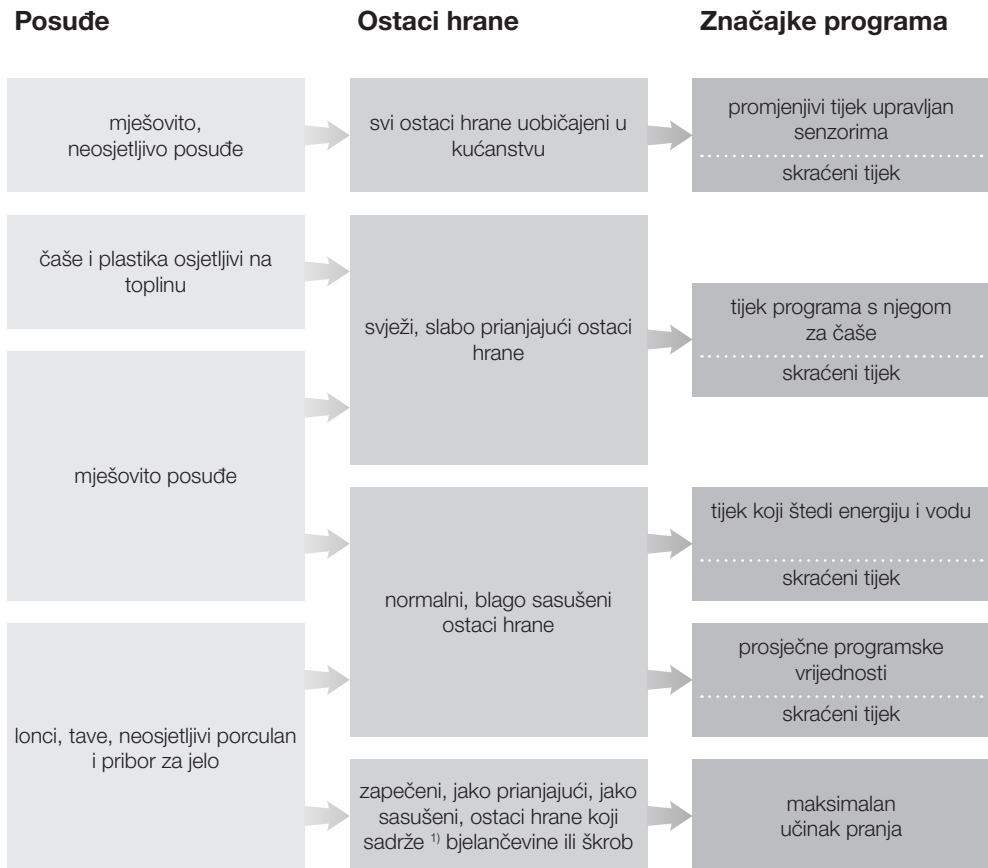 Posuđe
Ostaci hrane
Značajke programa
mješovito,
neosjetljivo posuđe
svi ostaci hrane uobičajeni u
kućanstvu
promjenjivi tijek upravljan
senzorima
skraćeni tijek
čaše i plastika osjetljivi na
toplinu
svježi, slabo prianjajući ostaci
hrane
tijek programa s njegom
za čaše
skraćeni tijek
mješovito posuđe
tijek koji štedi energiju i vodu
skraćeni tijek
normalni, blago sasušeni
ostaci hrane
prosječne programske
vrijednosti
skraćeni tijek
lonci, tave, neosjetljivi porculan
i pribor za jelo
zapečeni, jako prianjajući, jako
sasušeni, ostaci hrane koji
sadrže 1) bjelančevine ili škrob
maksimalan
učinak pranja